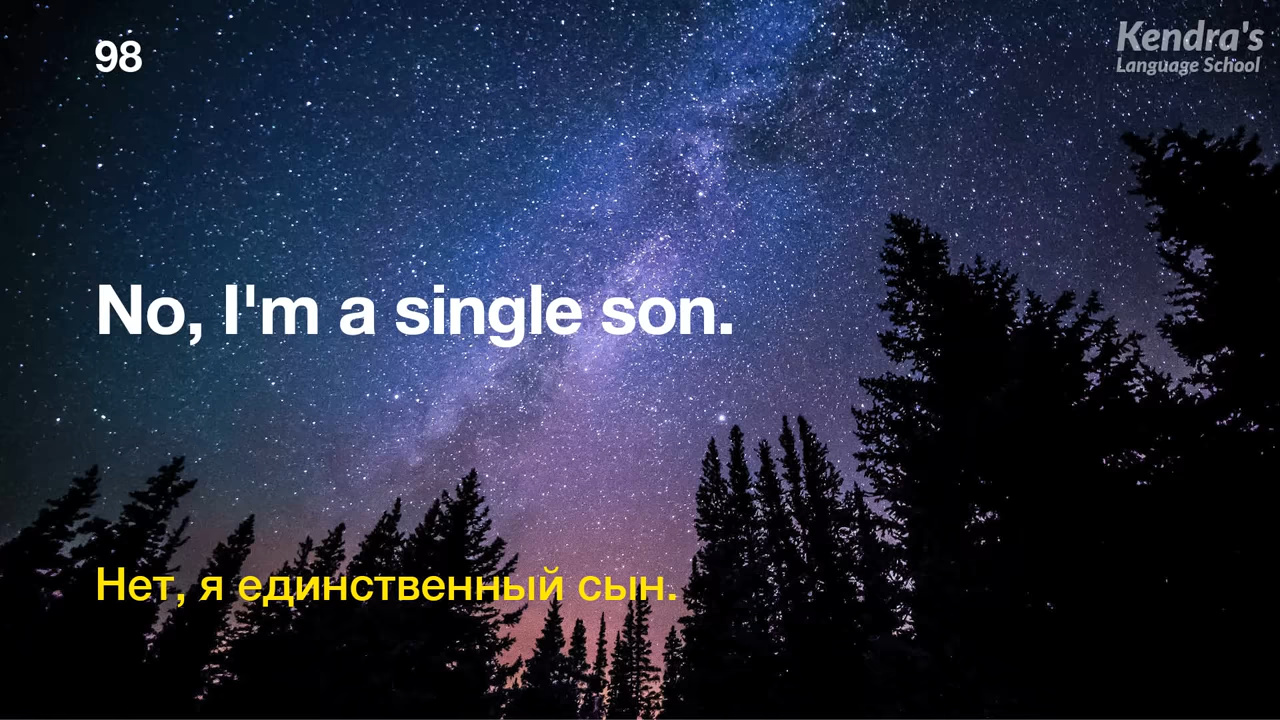 98
Kendra's
Language School
No, I'm a single son.
Нет, я единственный сын.